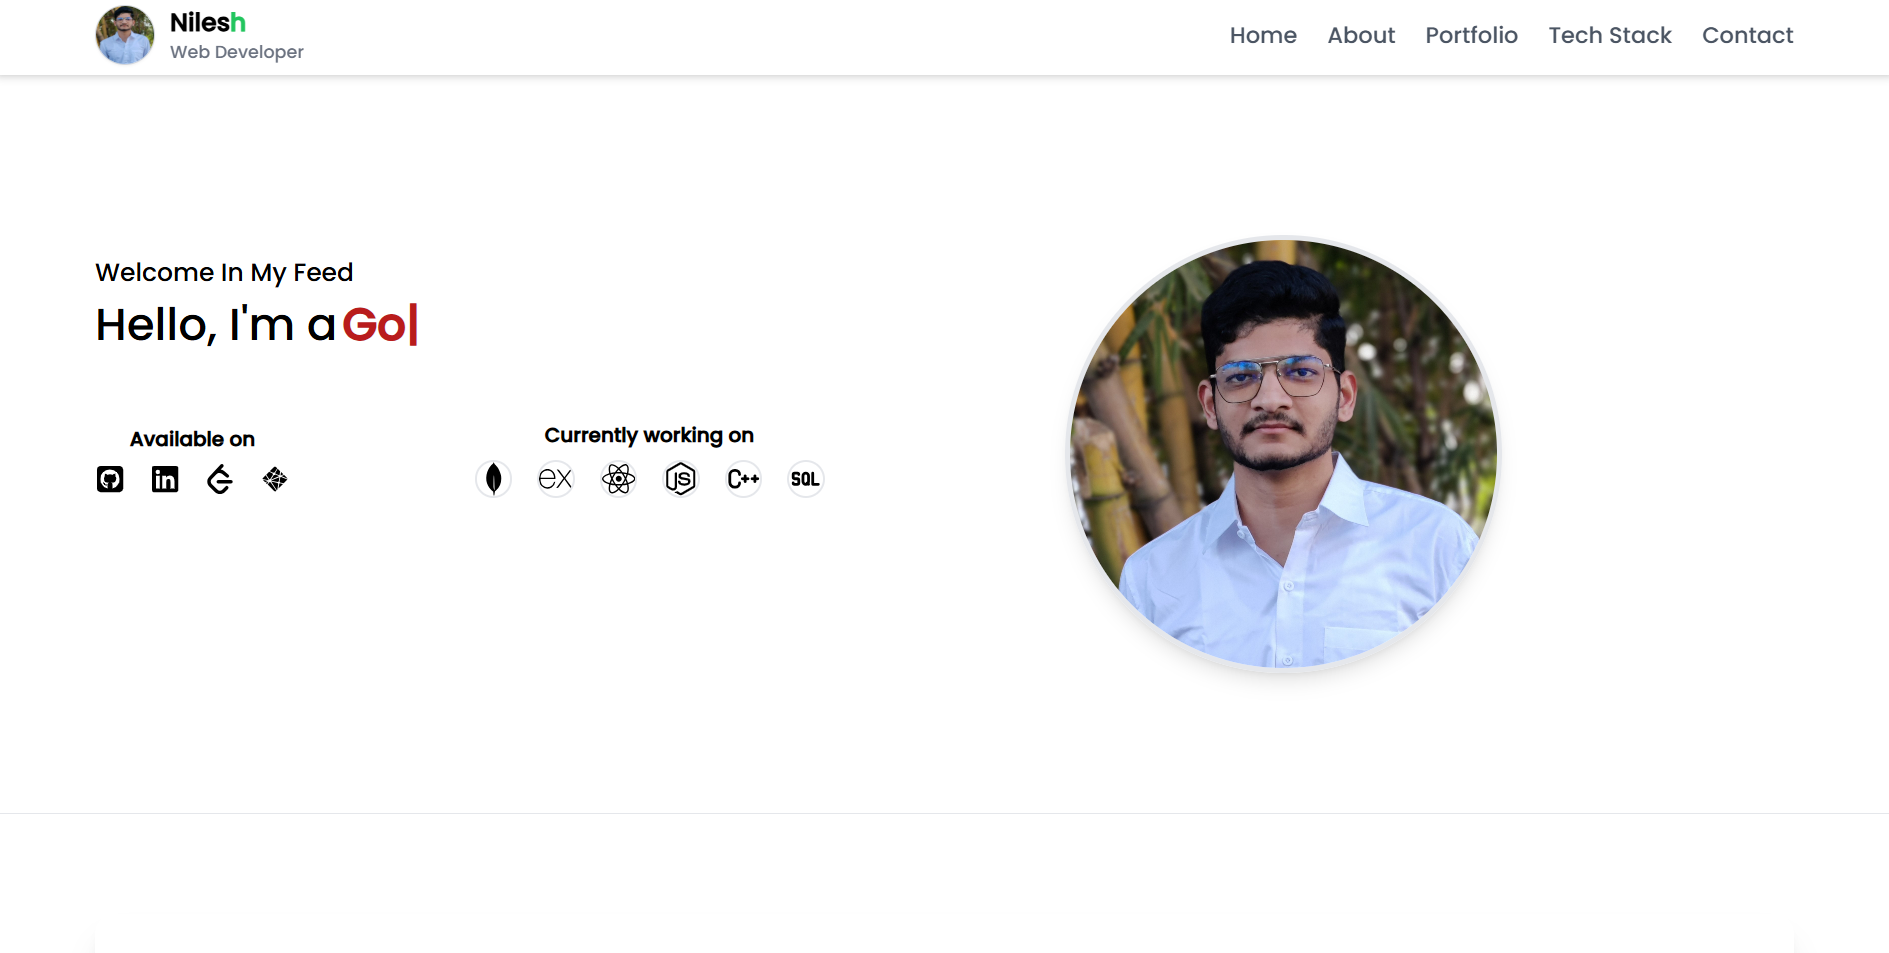 Nilesh
Web Developer
Home About Portfolio Tech Stack Contact
Welcome In My Feed
Hello, I'm a Go|
Available on
Currently working on
in
ex
JS
C++
SQL